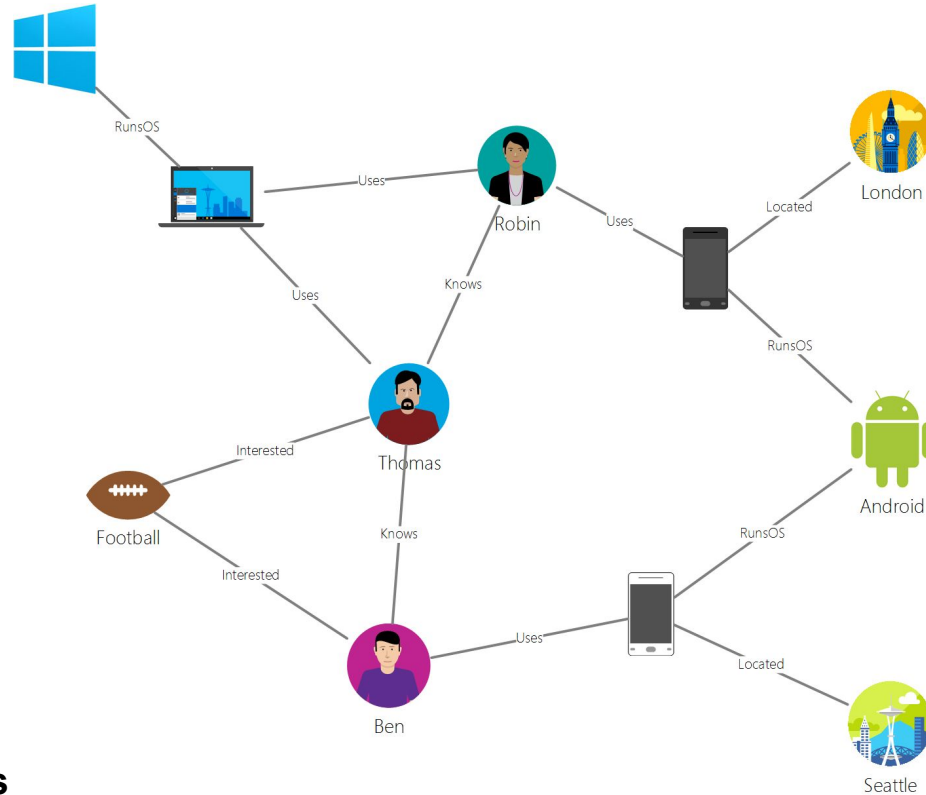 RunsOS
Uses
Robin
Uses
Located
London
Uses
Knows
RunsOS
Interested
Thomas
Football
Knows
RunsOS
Android
Interested
Uses
Located
Ben
Seattle
s